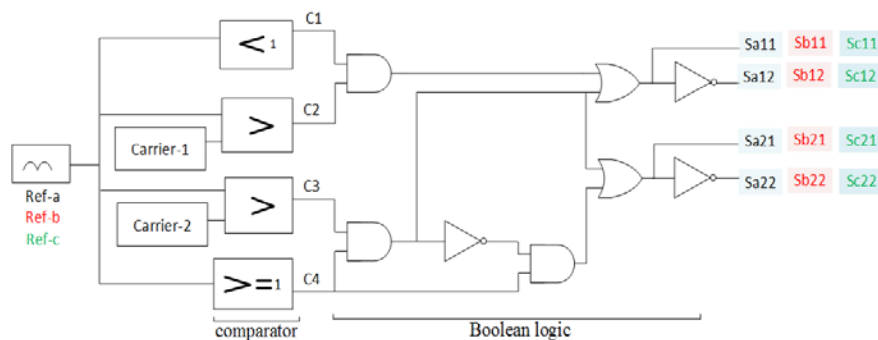 C1
< 1
Sa11 Sb11 Sc11
Sa12 Sb12 Sc12
C2
>
Carrier-1
Sa21 Sb21 Sc21
Sa22 Sb22 Sc22
C3
>
Carrier-2
Ref-a
Ref-b
Ref-c
C4
>=1
comparator
Boolean logic